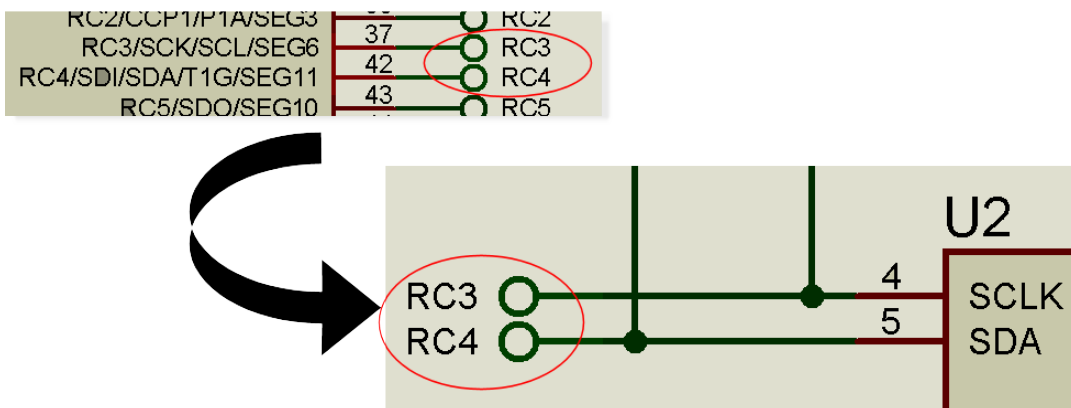 RC2/CCP1/P1A/SEG3 RC2
RC3/SCK/SCL/SEG6 37 RC3
RC4/SDI/SDA/T1G/SEG11 42 RC4
RC5/SDO/SEG10 43 RC5
U2
RC3 4 SCLK
RC4 5 SDA